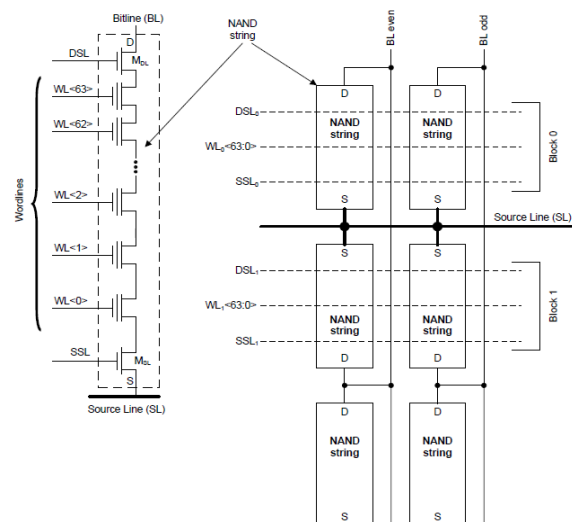 Bitline (BL)
D
DSL
M_DL
WL<63>
WL<62>
Wordlines
WL<2>
WL<1>
WL<0>
SSL
M_DL
S
Source Line (SL)
NAND
string
BL even
BL odd
D
D
DSL₀
NAND
string
NAND
string
WL₀<63:0>
SSL₀
S
S
Block 0
Source Line (SL)
S
S
DSL₁
WL₁<63:0>
NAND
string
NAND
string
SSL₁
D
D
Block 1
D
D
NAND
string
NAND
string
S
S